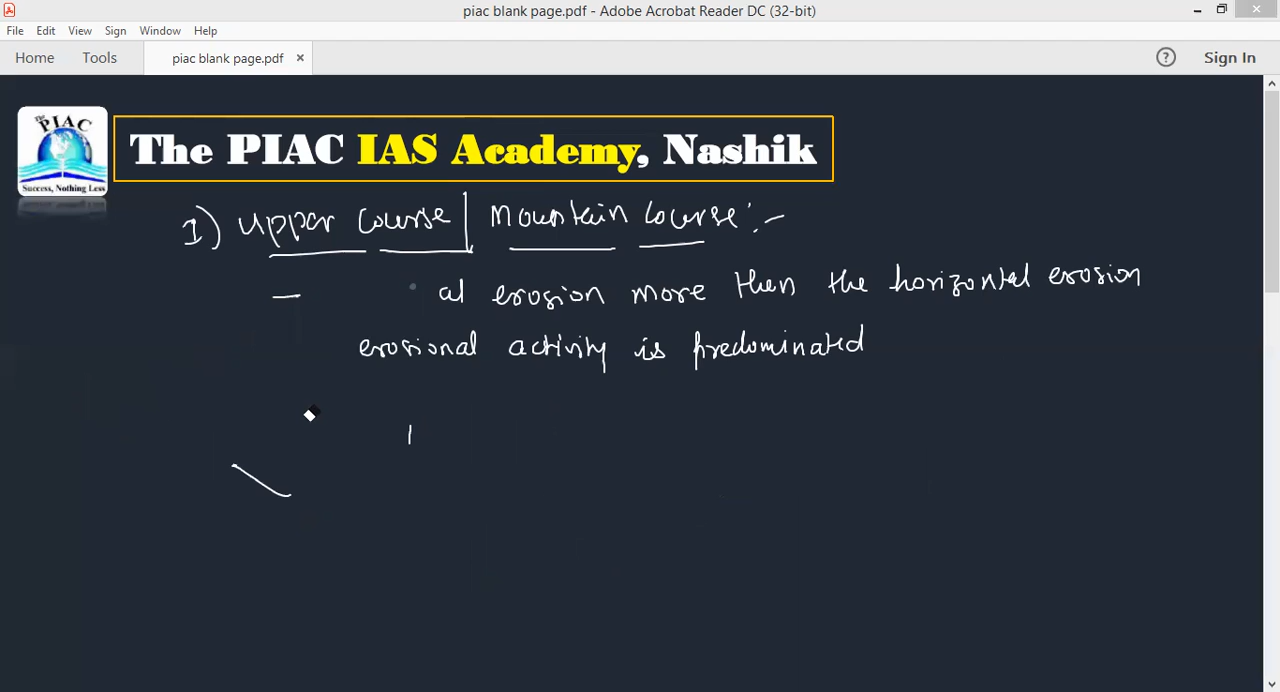 piac blank page.pdf - Adobe Acrobat Reader DC (32-bit)
File Edit View Sign Window Help
Home Tools piac blank page.pdf × ? Sign In
The PIAC
Success, Nothing Less
The PIAC IAS Academy, Nashik
1) Upper Course | Mountain Course :-
– al erosion more then the horizontal erosion
erosional activity is predominated